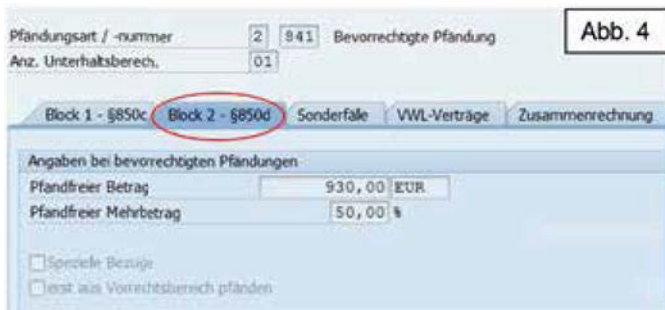 Pfändungsart / -nummer 2 841 Bevorrechtigte Pfändung
Abb. 4
Anz. Unterhaltsberech. 01
Block 1 - §850c Block 2 - §850d Sonderfälle VWL-Verträge Zusammenrechnung
Angaben bei bevorrechtigten Pfändungen
Pfandfreier Betrag 930,00 EUR
Pfandfreier Mehrbetrag 50,00 %
Spezielle Bezüge
erst aus Vorrechtsbereich pfänden